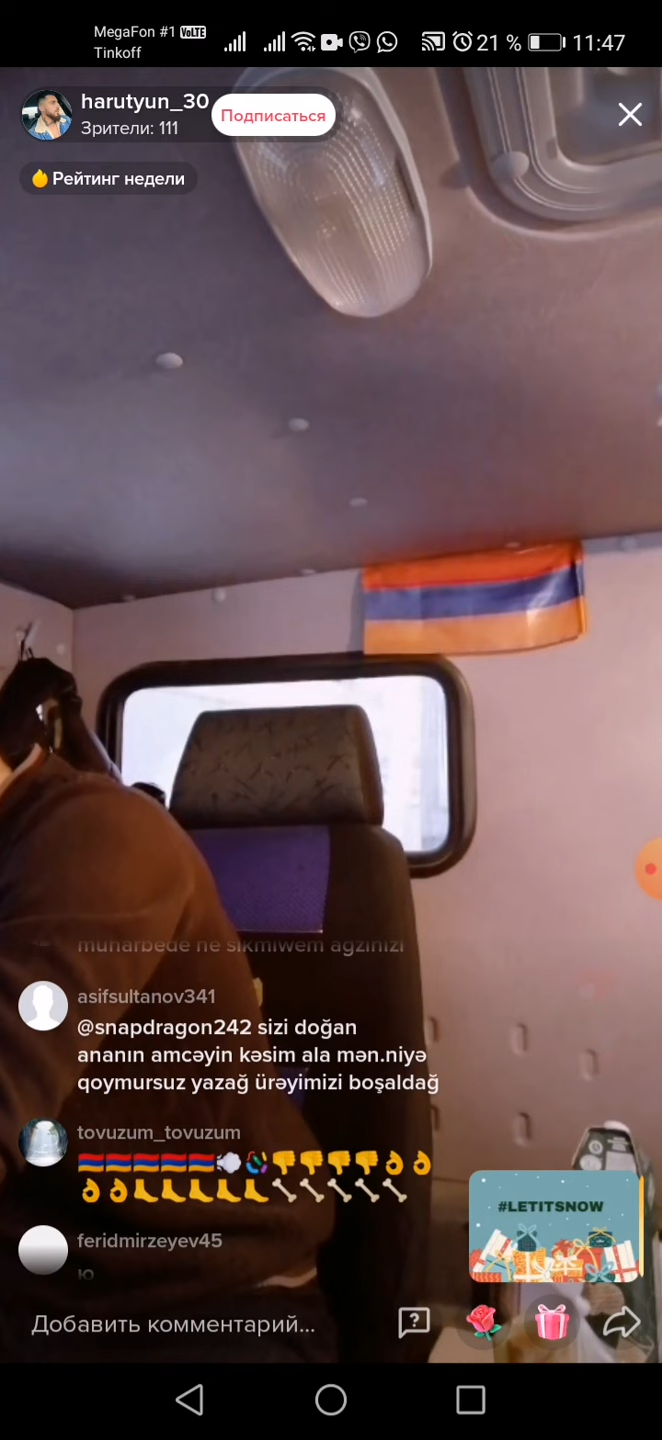 MegaFon #1 VoLTE
Tinkoff
21 %
11:47
harutyun_30
Подписаться
Зрители: 111
Рейтинг недели
muharbede ne sikmiwem agzinizi
asifsultanov341
@snapdragon242 sizi doğan
ananın amcəyin kəsim ala mən.niyə
qoymursuz yazağ ürəyimizi boşaldağ
tovuzum_tovuzum
feridmirzeyev45
ю
#LETITSNOW
Добавить комментарий...